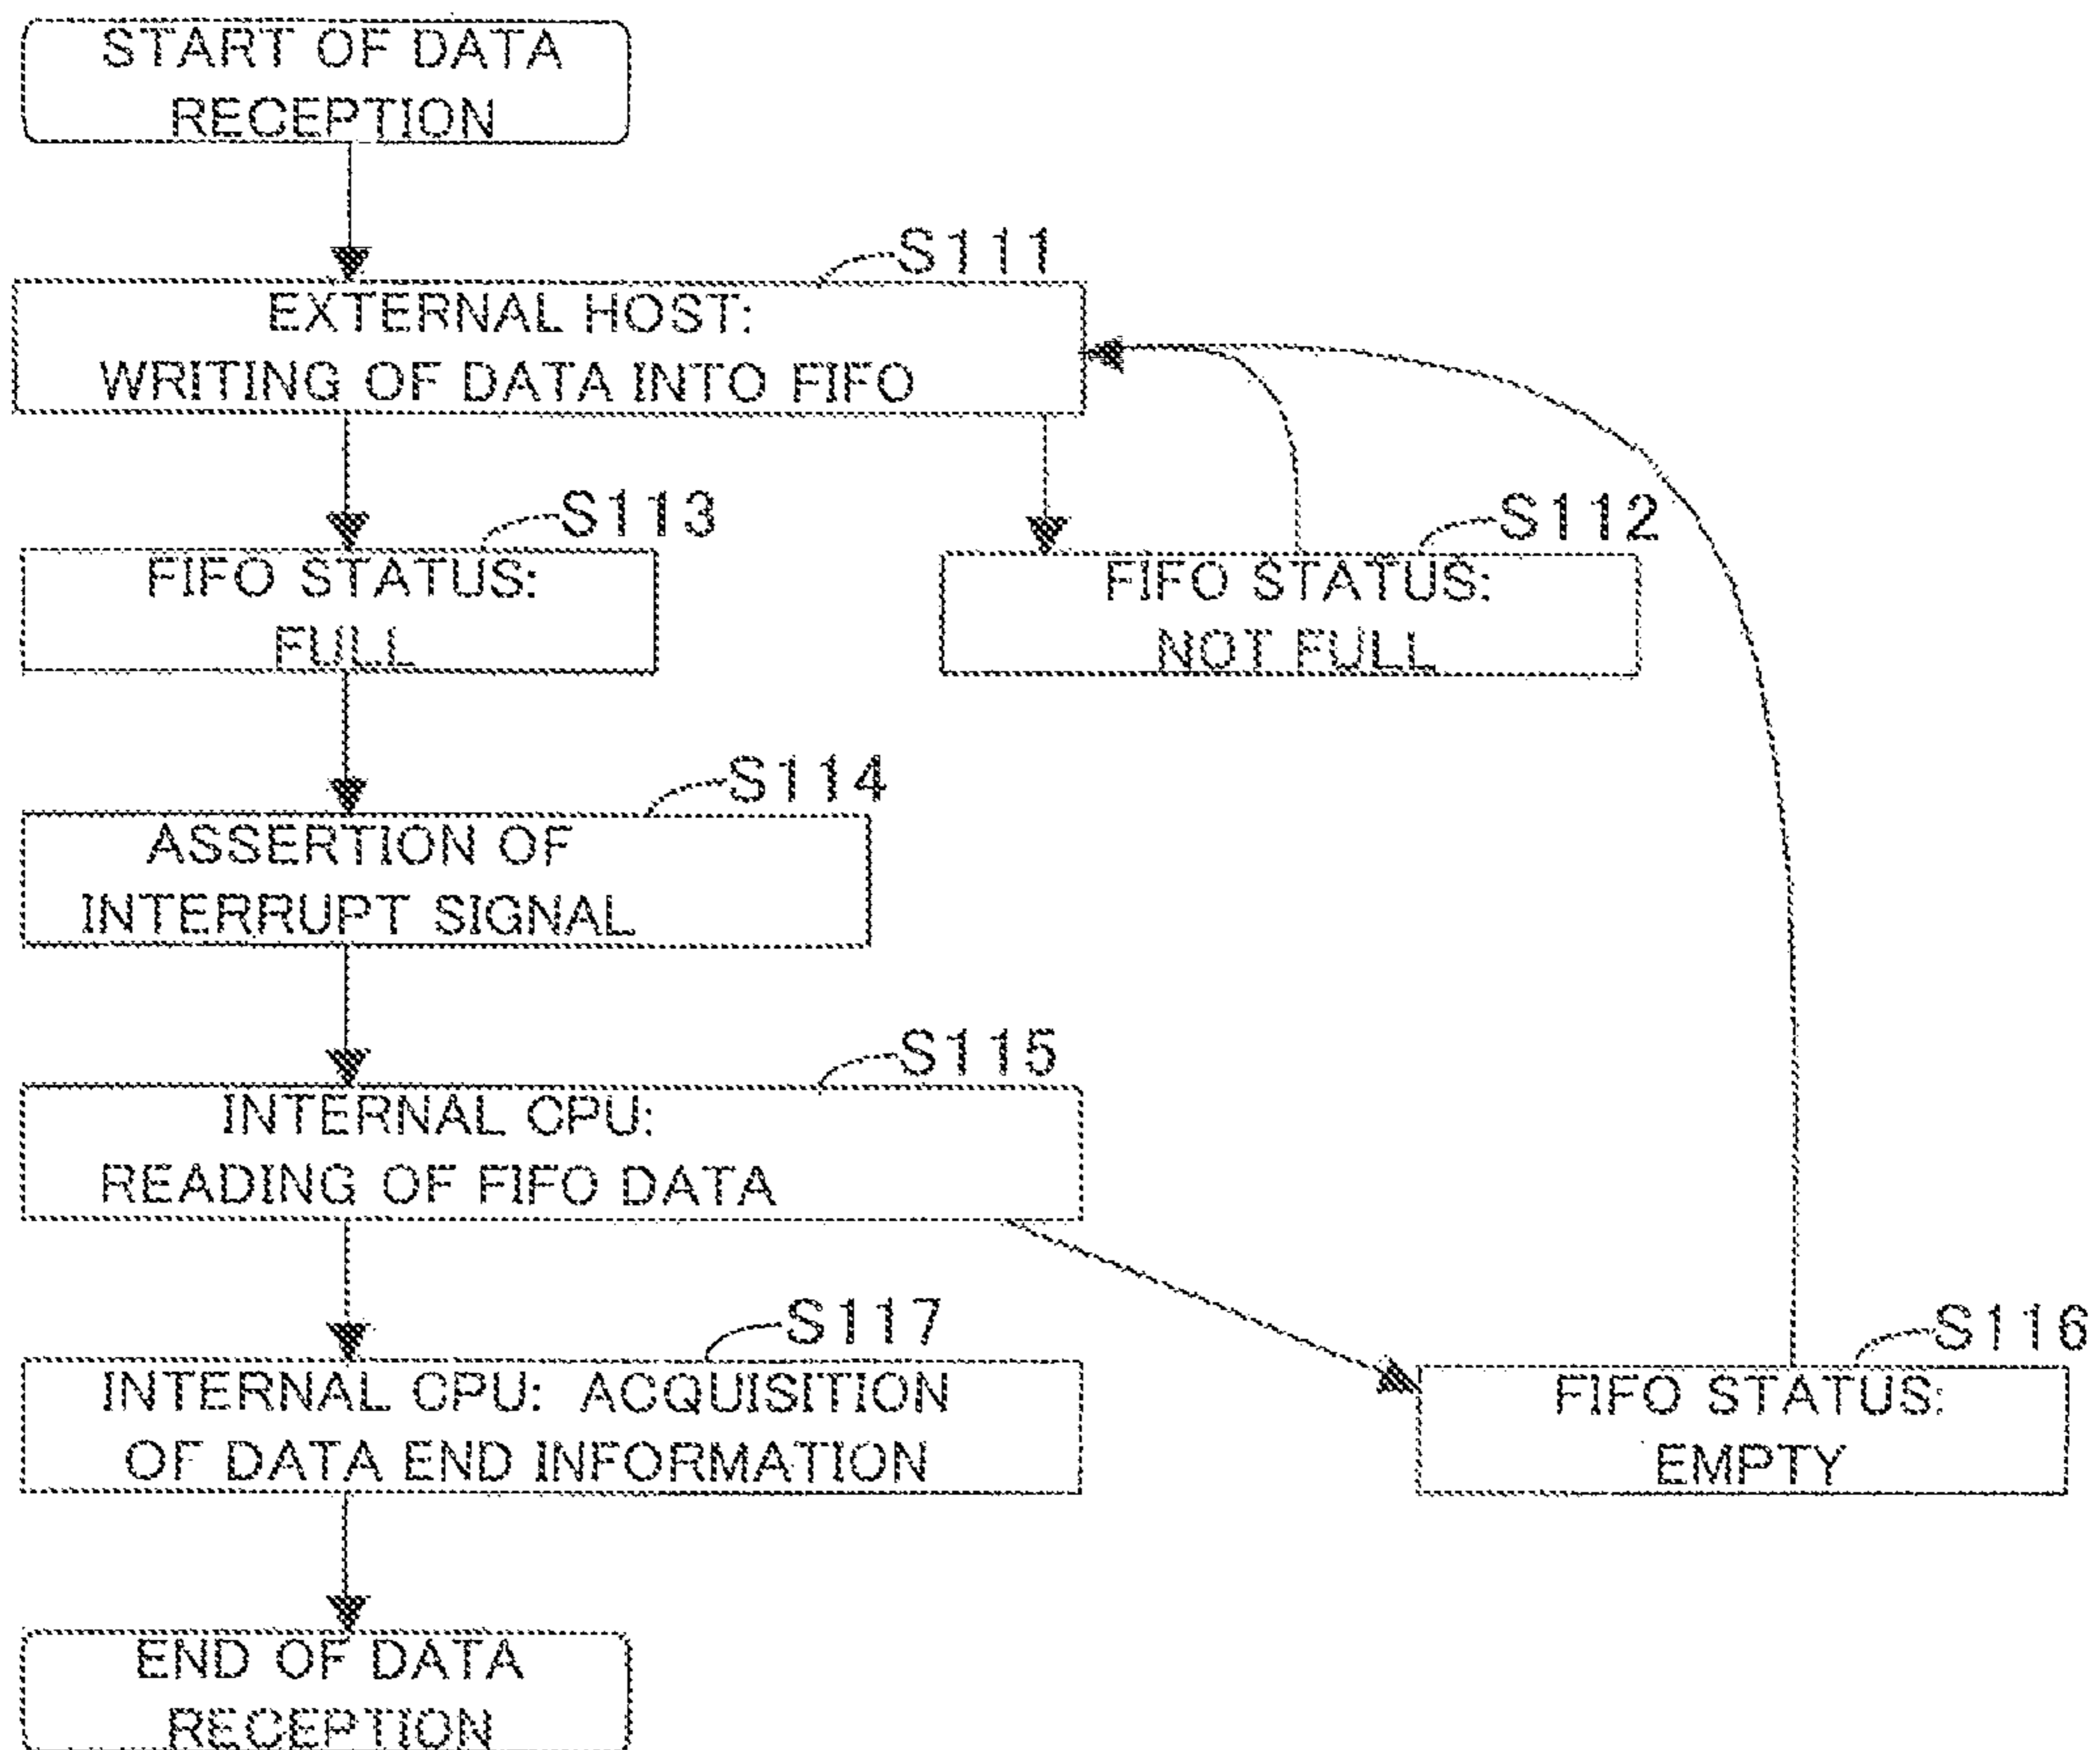 START OF DATA
RECEPTION
S111
EXTERNAL HOST:
WRITING OF DATA INTO FIFO
S113
FIFO STATUS:
FULL
S112
FIFO STATUS:
NOT FULL
S114
ASSERTION OF
INTERRUPT SIGNAL
S115
INTERNAL CPU:
READING OF FIFO DATA
S117
INTERNAL CPU: ACQUISITION
OF DATA END INFORMATION
S116
FIFO STATUS:
EMPTY
END OF DATA
RECEPTION